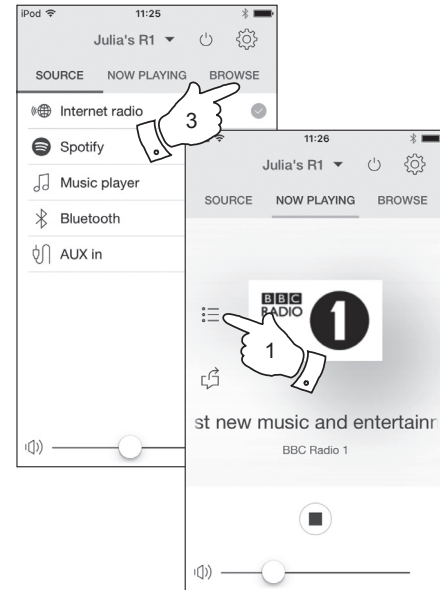 iPod 11:25
Julia's R1
SOURCE NOW PLAYING BROWSE
Internet radio
3
Spotify
Music player
Bluetooth
AUX in
11:26
Julia's R1
SOURCE NOW PLAYING BROWSE
BBC
RADIO 1
1
st new music and entertainr
BBC Radio 1